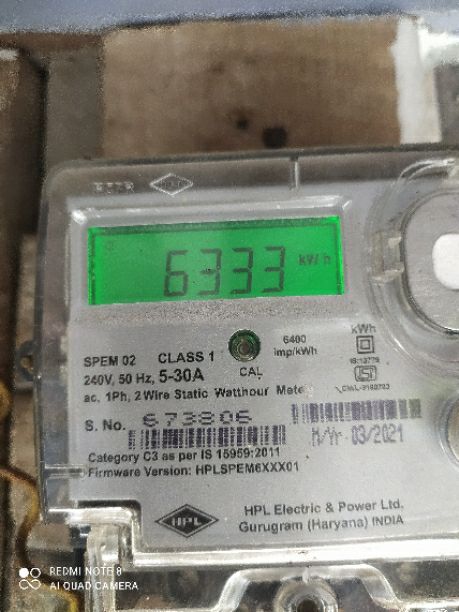 6333 kWh
6400
imp/kWh
kWh
SPEM 02 CLASS 1
CAL
IS:13779
240V, 50 Hz, 5-30A
ac, 1Ph, 2 Wire Static Watthour Meter
S. No. 673806
M/Yr 03/2021
Category C3 as per IS 15959:2011
Firmware Version: HPLSPEM6XXX01
HPL
HPL Electric & Power Ltd.
Gurugram (Haryana) INDIA
REDMI NOTE 8
AI QUAD CAMERA